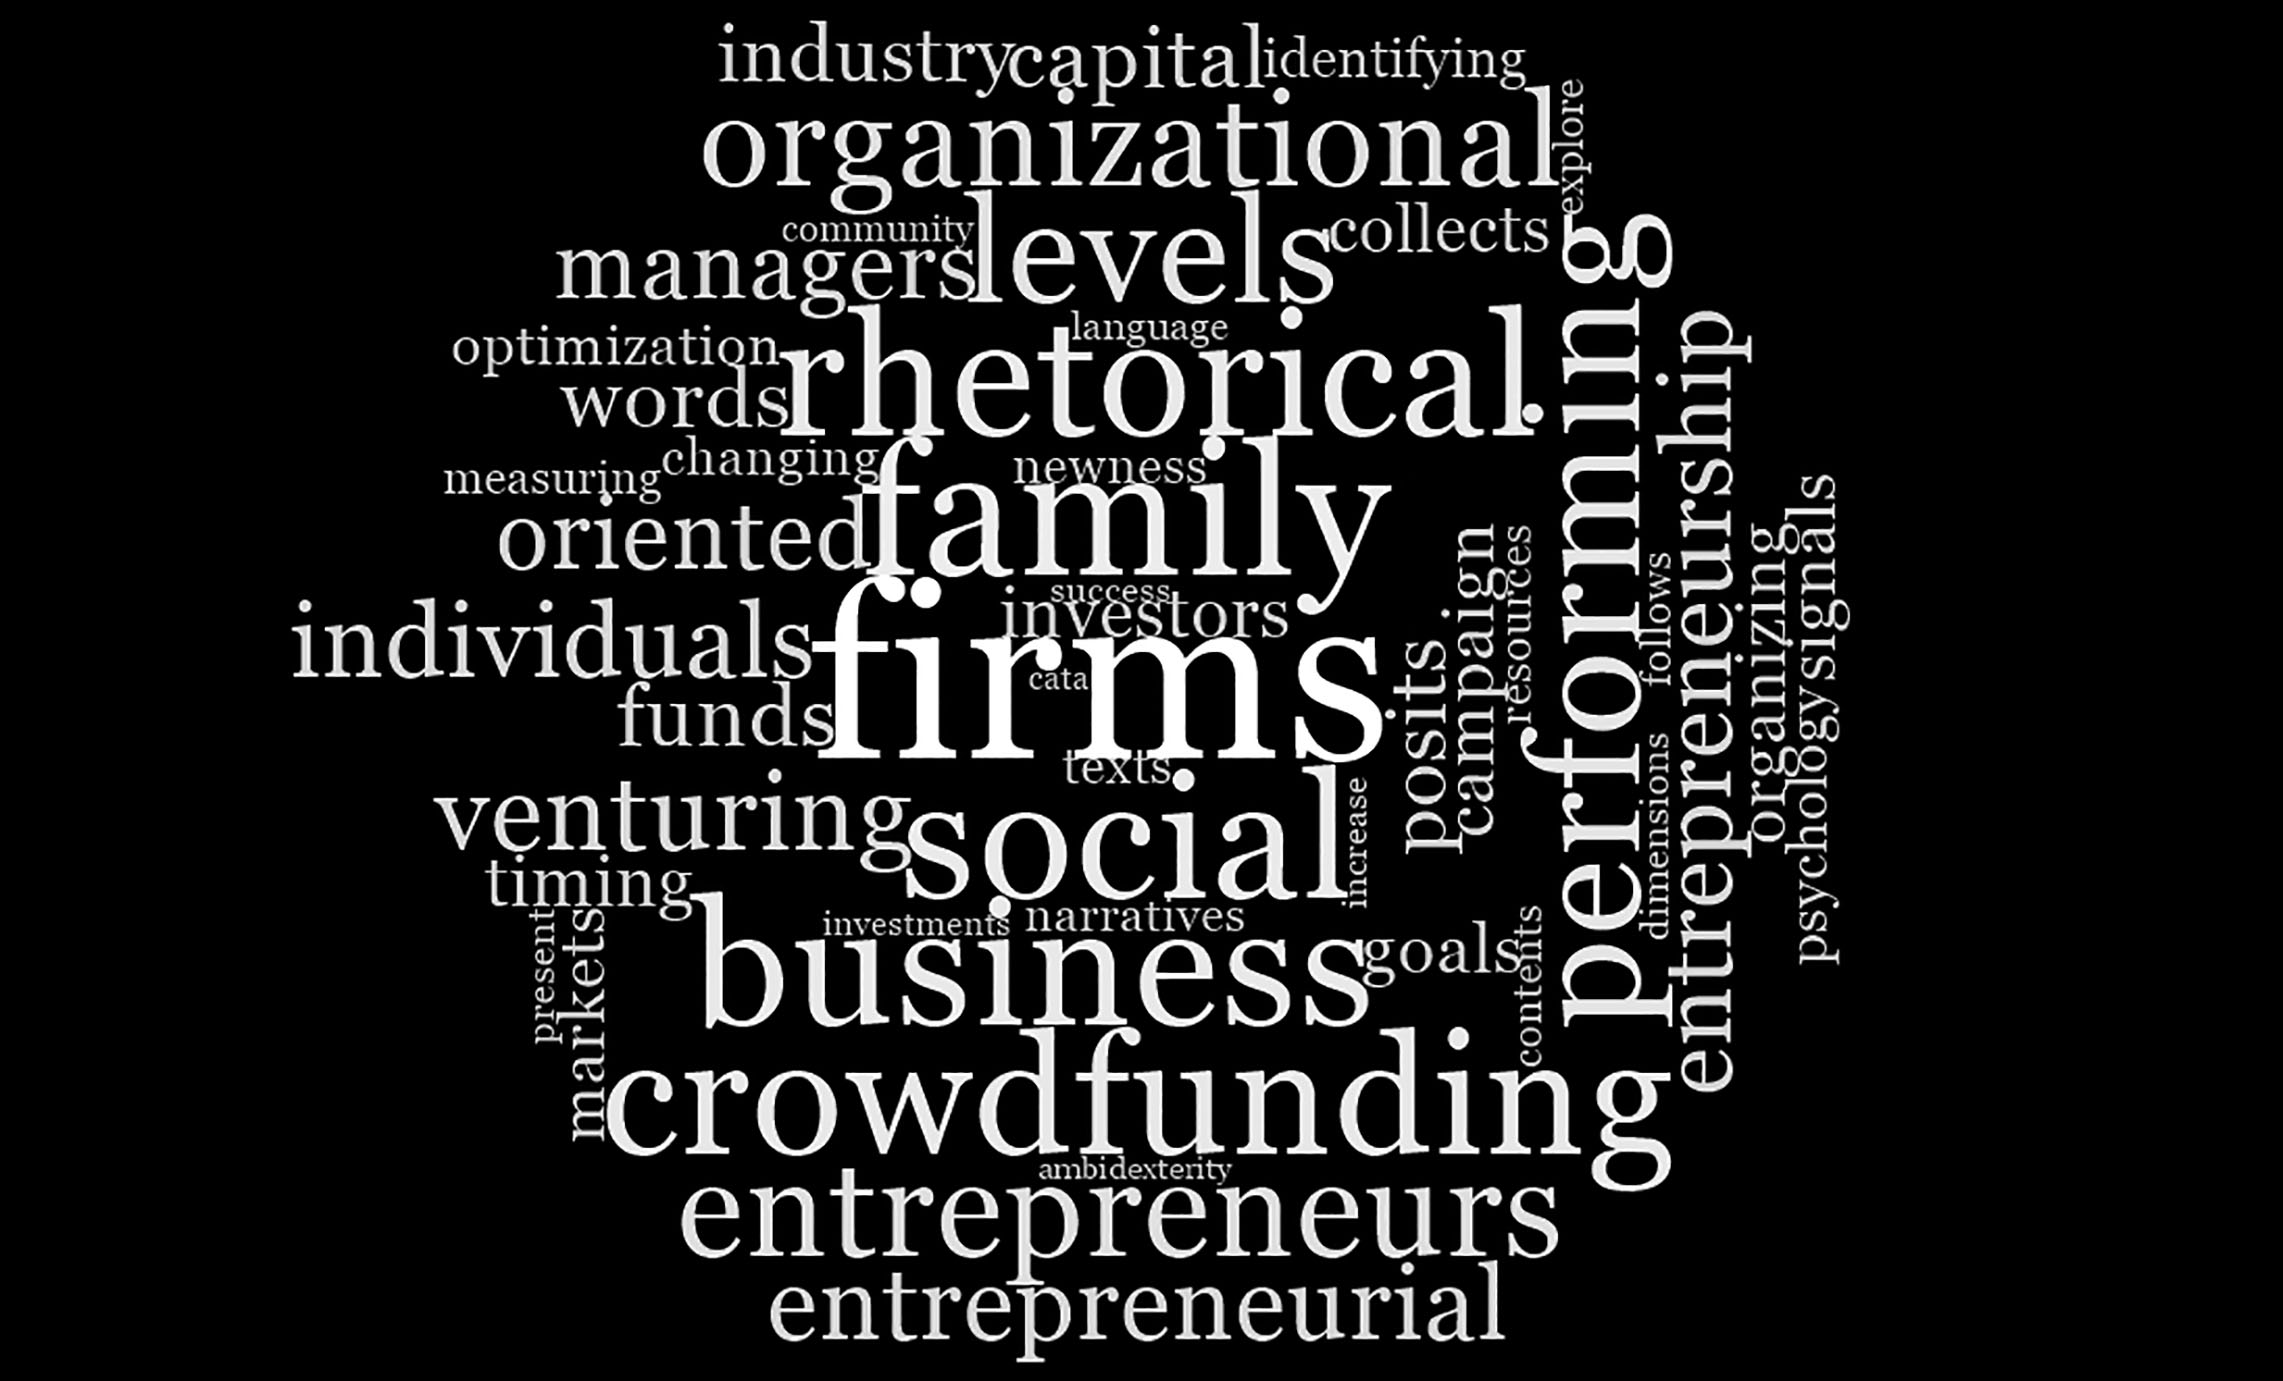 industry capital identifying
organizational
explore
community
managers levels collects
performing
optimization
language
words rhetorical
entrepreneurship
measuring changing
newness
oriented family
individuals
success
investors
firms
cata
funds
texts
posits
campaign
resources
follows
dimensions
organizing
psychology
signals
venturing
social
increase
timing
present
markets
investments narratives
business goals
contents
crowdfunding
ambidexterity
entrepreneurs
entrepreneurial